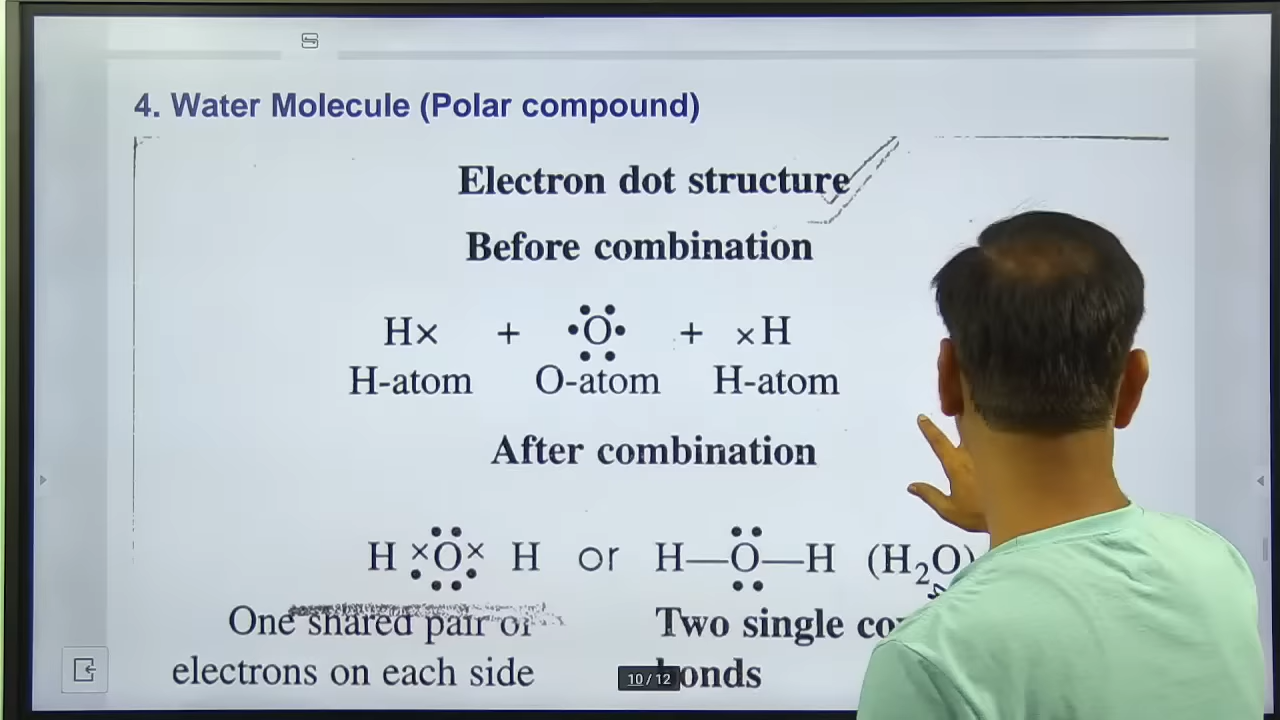 4. Water Molecule (Polar compound)
Electron dot structure
Before combination
H× + O + ×H
H-atom O-atom H-atom
After combination
H ×O× H or H—O—H (H₂O)
One shared pair of Two single
electrons on each side bonds
10 / 12